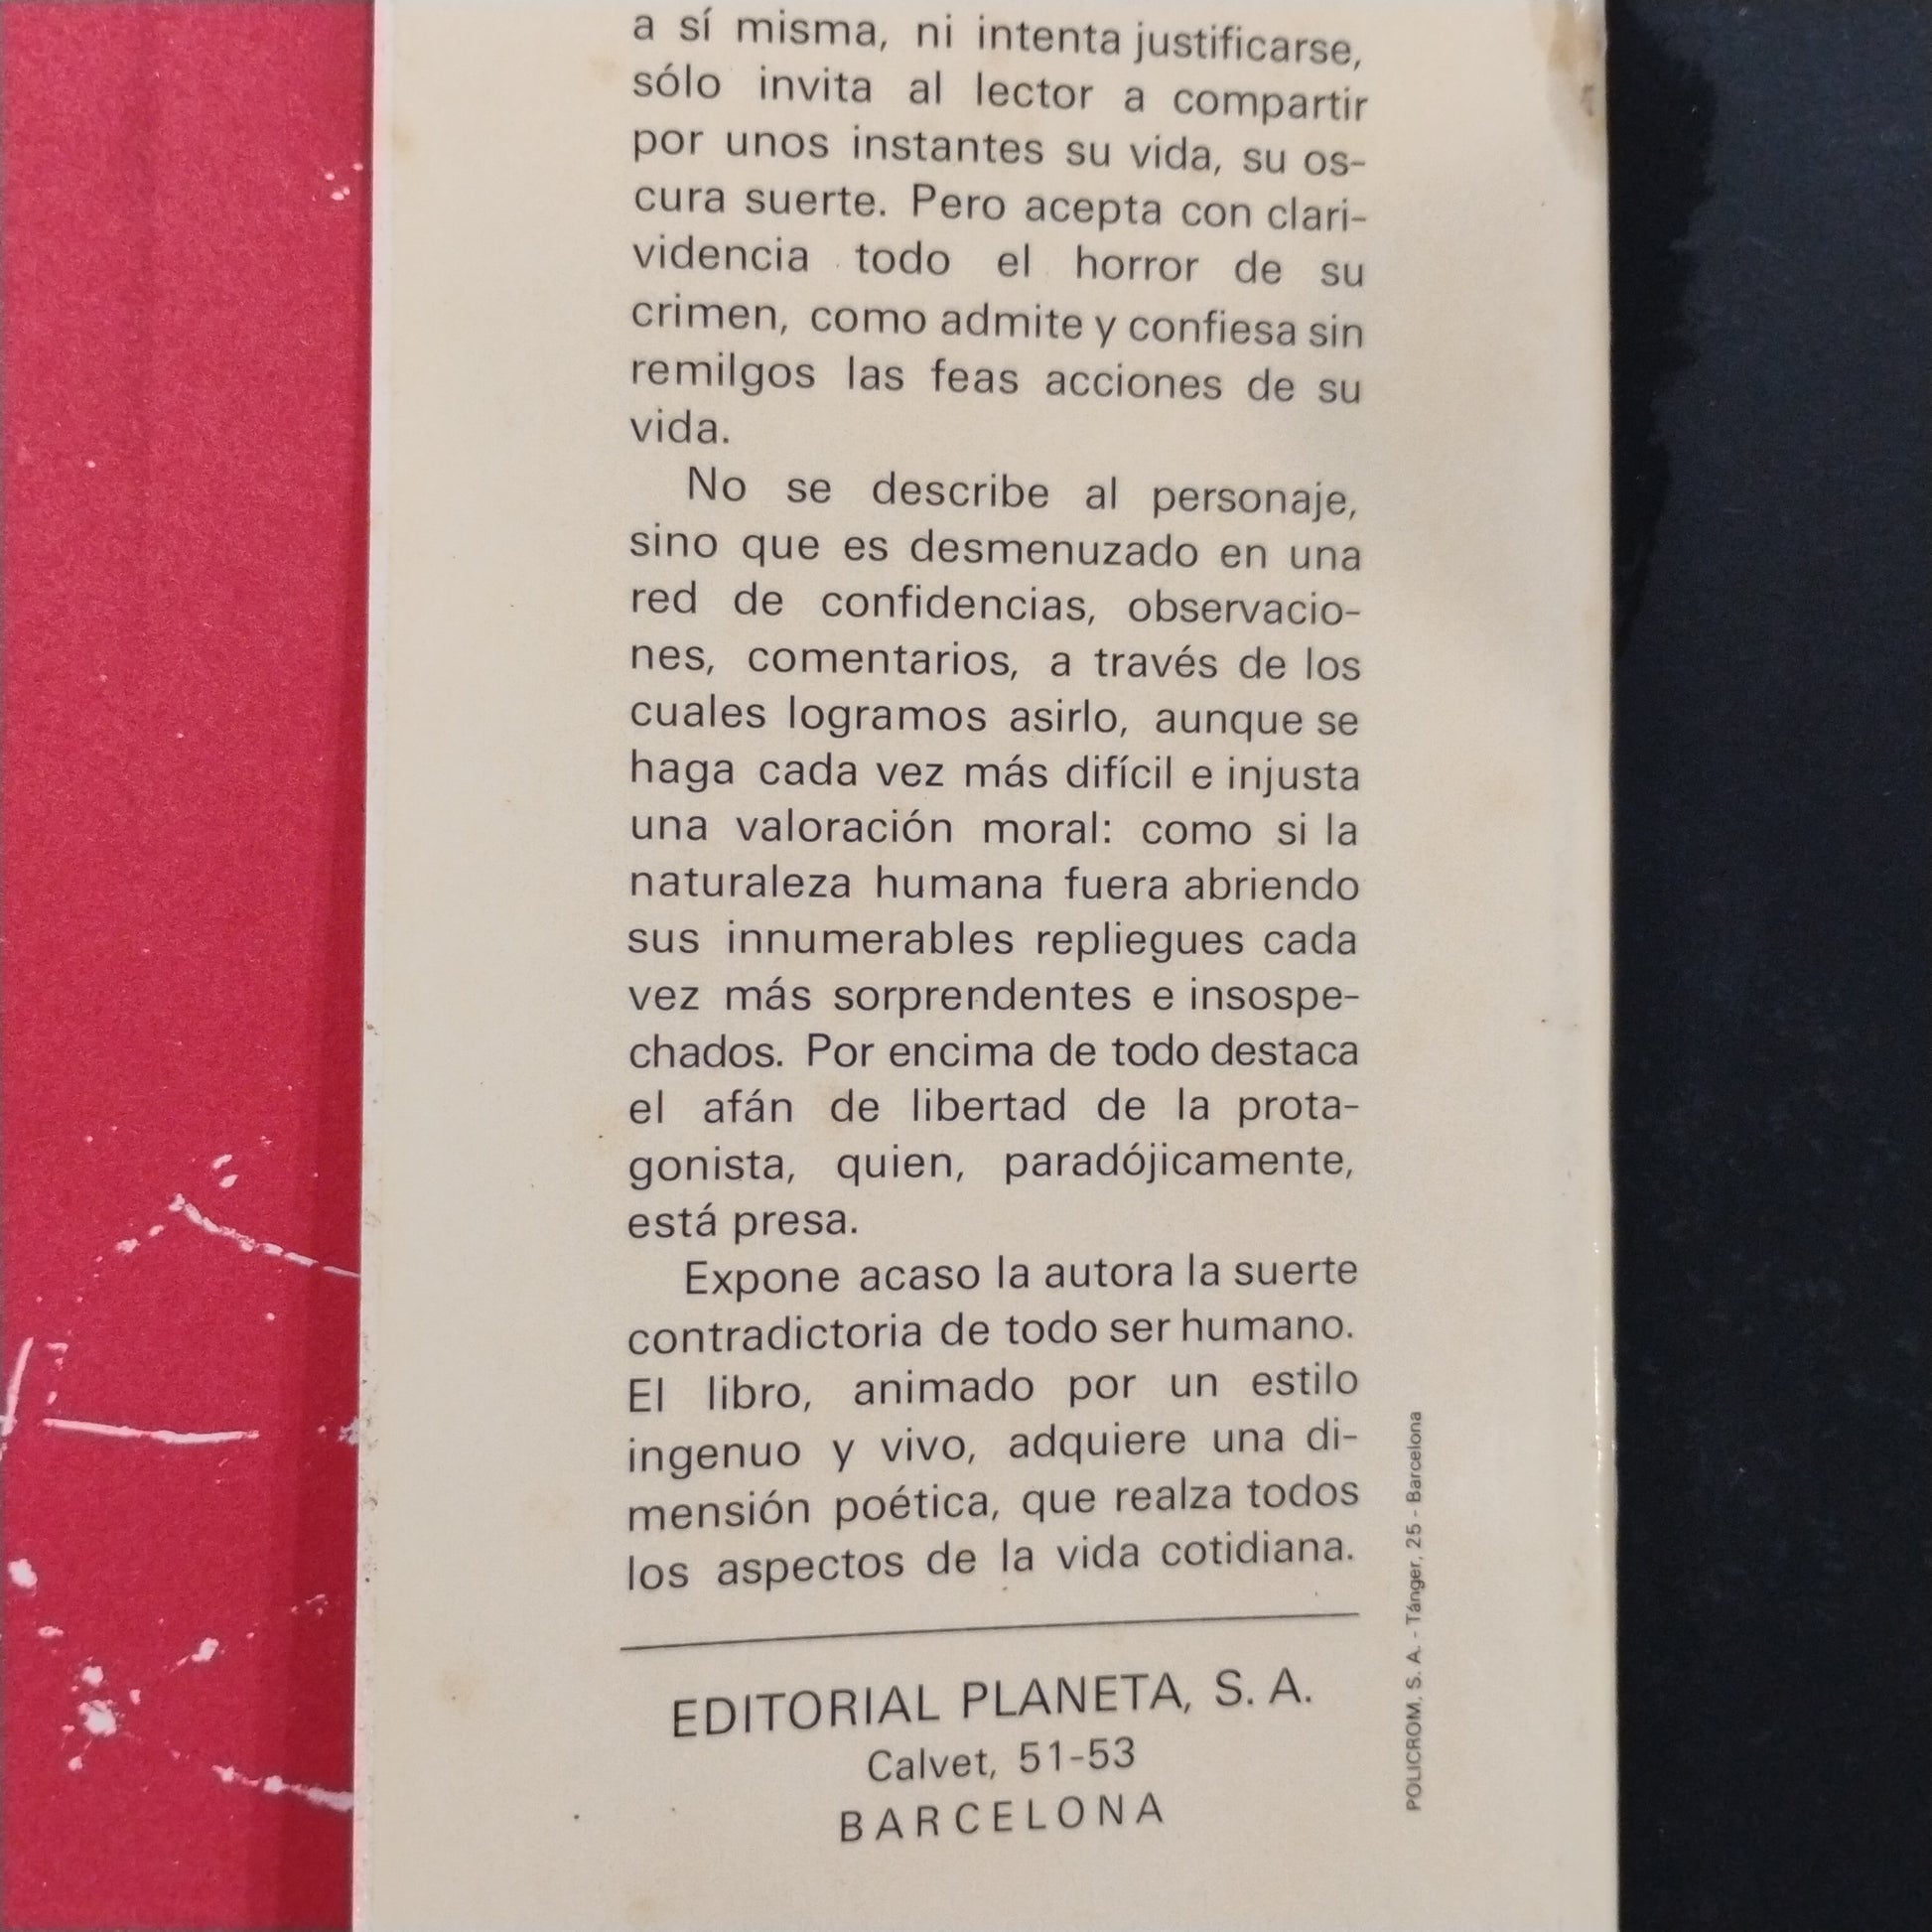 a sí misma, ni intenta justificarse,
sólo invita al lector a compartir
por unos instantes su vida, su os-
cura suerte. Pero acepta con clari-
videncia todo el horror de su
crimen, como admite y confiesa sin
remilgos las feas acciones de su
vida.
No se describe al personaje,
sino que es desmenuzado en una
red de confidencias, observacio-
nes, comentarios, a través de los
cuales logramos asirlo, aunque se
haga cada vez más difícil e injusta
una valoración moral: como si la
naturaleza humana fuera abriendo
sus innumerables repliegues cada
vez más sorprendentes e insospe-
chados. Por encima de todo destaca
el afán de libertad de la prota-
gonista, quien, paradójicamente,
está presa.
Expone acaso la autora la suerte
contradictoria de todo ser humano.
El libro, animado por un estilo
ingenuo y vivo, adquiere una di-
mensión poética, que realza todos
los aspectos de la vida cotidiana.
EDITORIAL PLANETA, S. A.
Calvet, 51-53
BARCELONA
POLICROM, S. A. - Tánger, 25 - Barcelona